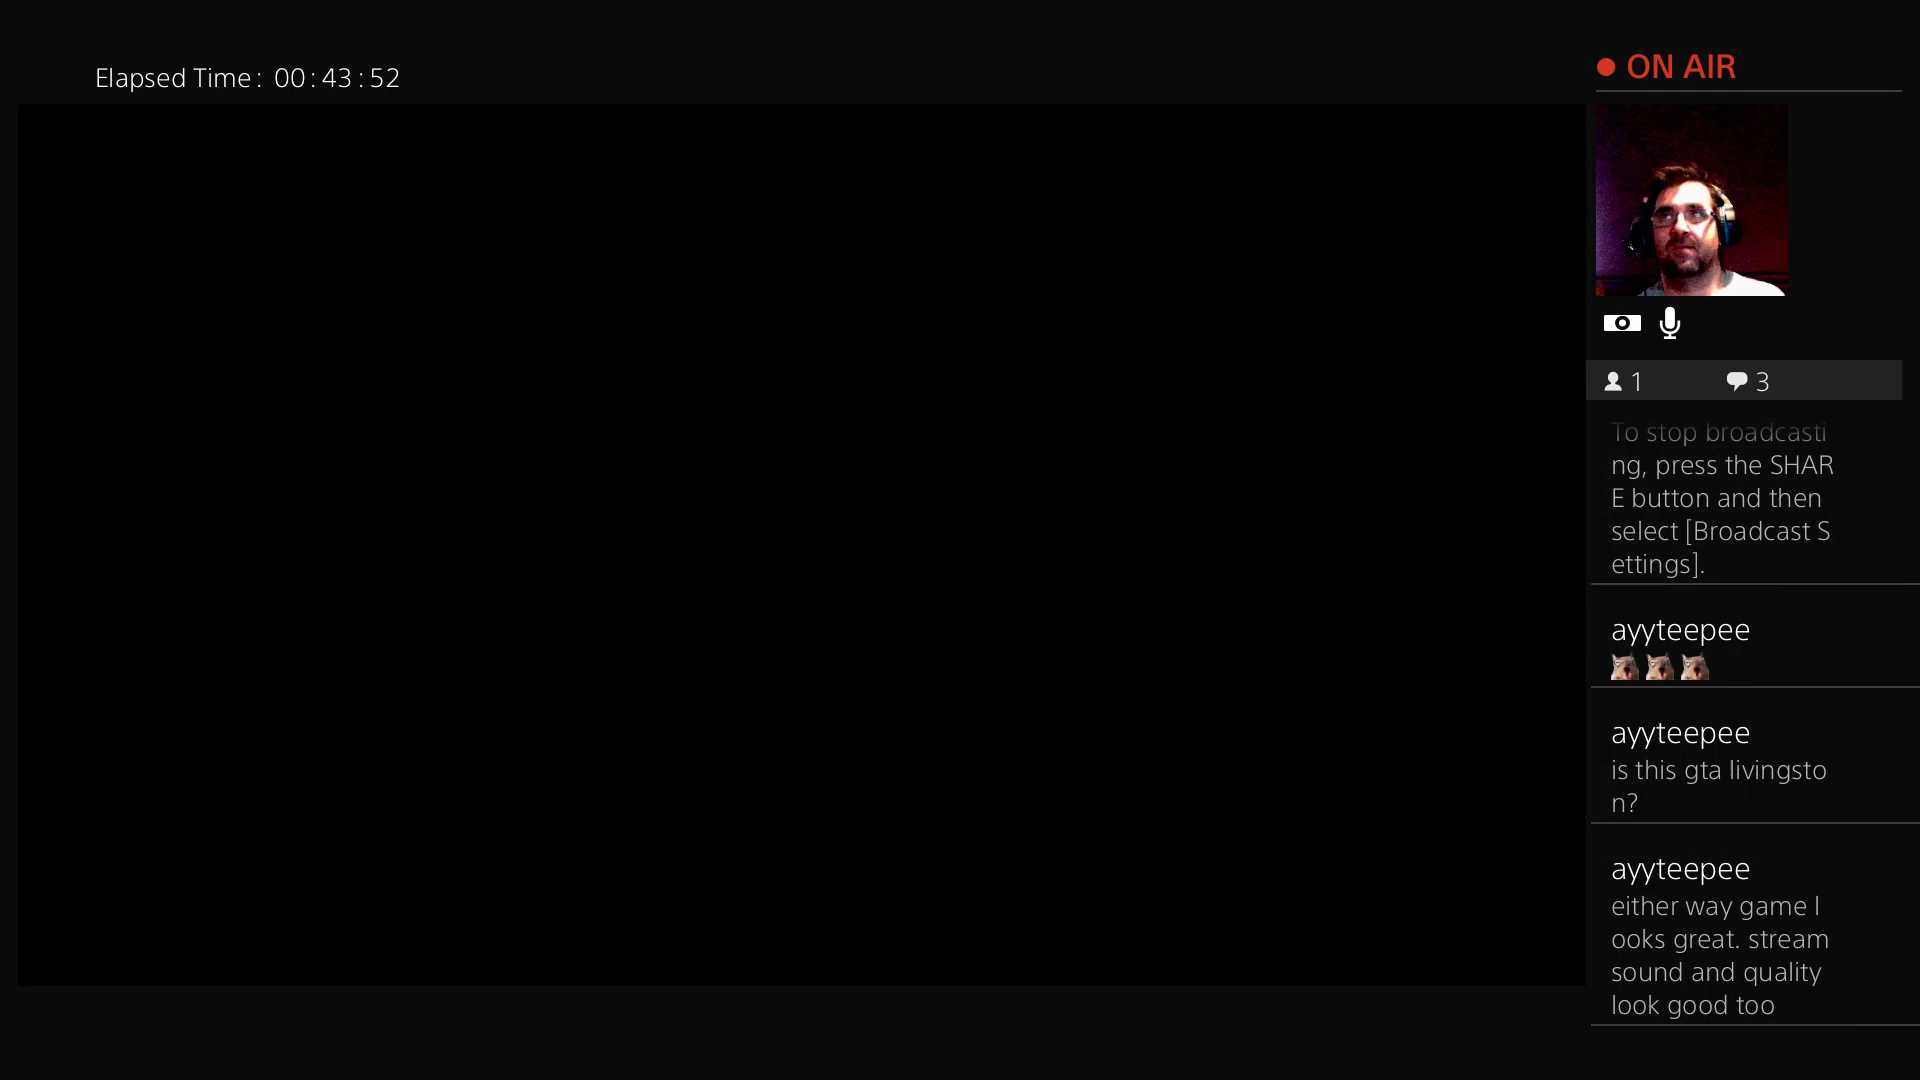 Elapsed Time: 00:43:52
ON AIR
1 3
To stop broadcasti
ng, press the SHAR
E button and then
select [Broadcast S
ettings].
ayyteepee
ayyteepee
is this gta livingsto
n?
ayyteepee
either way game l
ooks great. stream
sound and quality
look good too